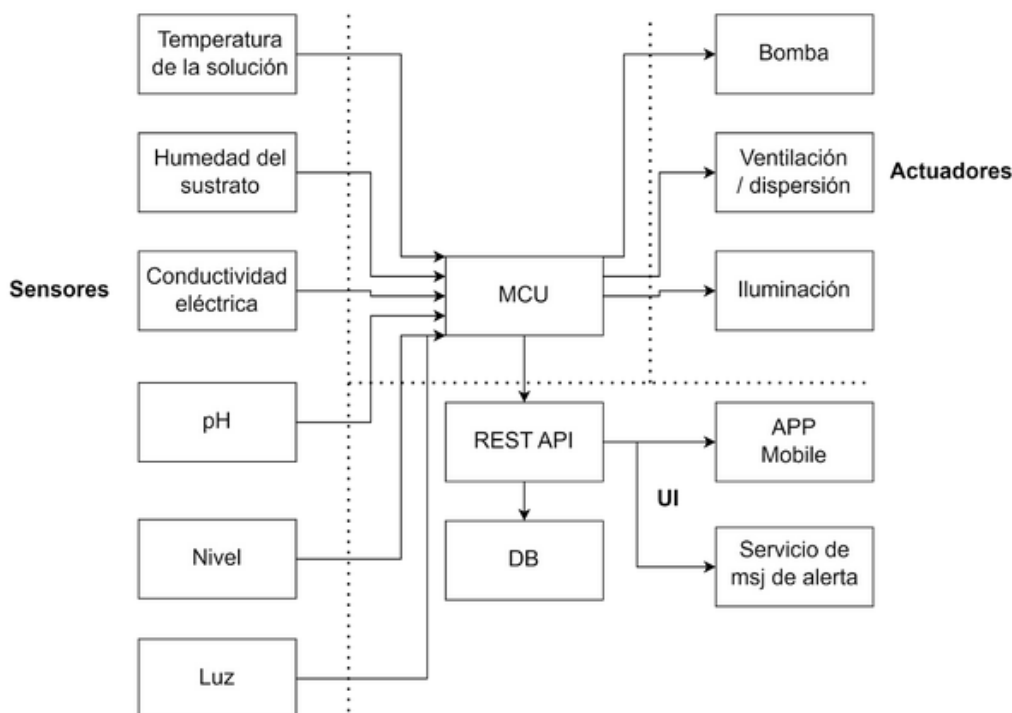 Temperatura
de la solución
Humedad del
sustrato
Sensores
Conductividad
eléctrica
pH
Nivel
Luz
MCU
REST API
DB
Bomba
Ventilación
/ dispersión
Actuadores
Iluminación
APP
Mobile
UI
Servicio de
msj de alerta